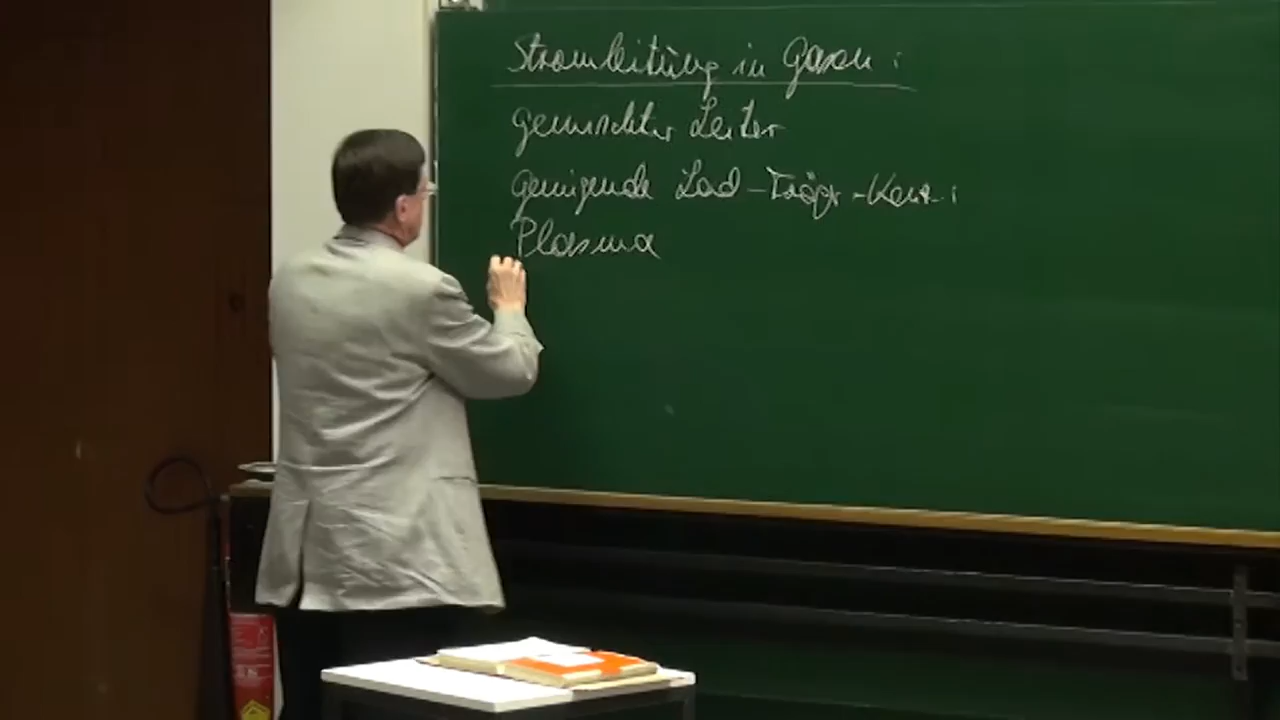 Stromleitung in Gasen :
gemischter Leiter
genügende Lad-Träger-Konz. :
Plasma